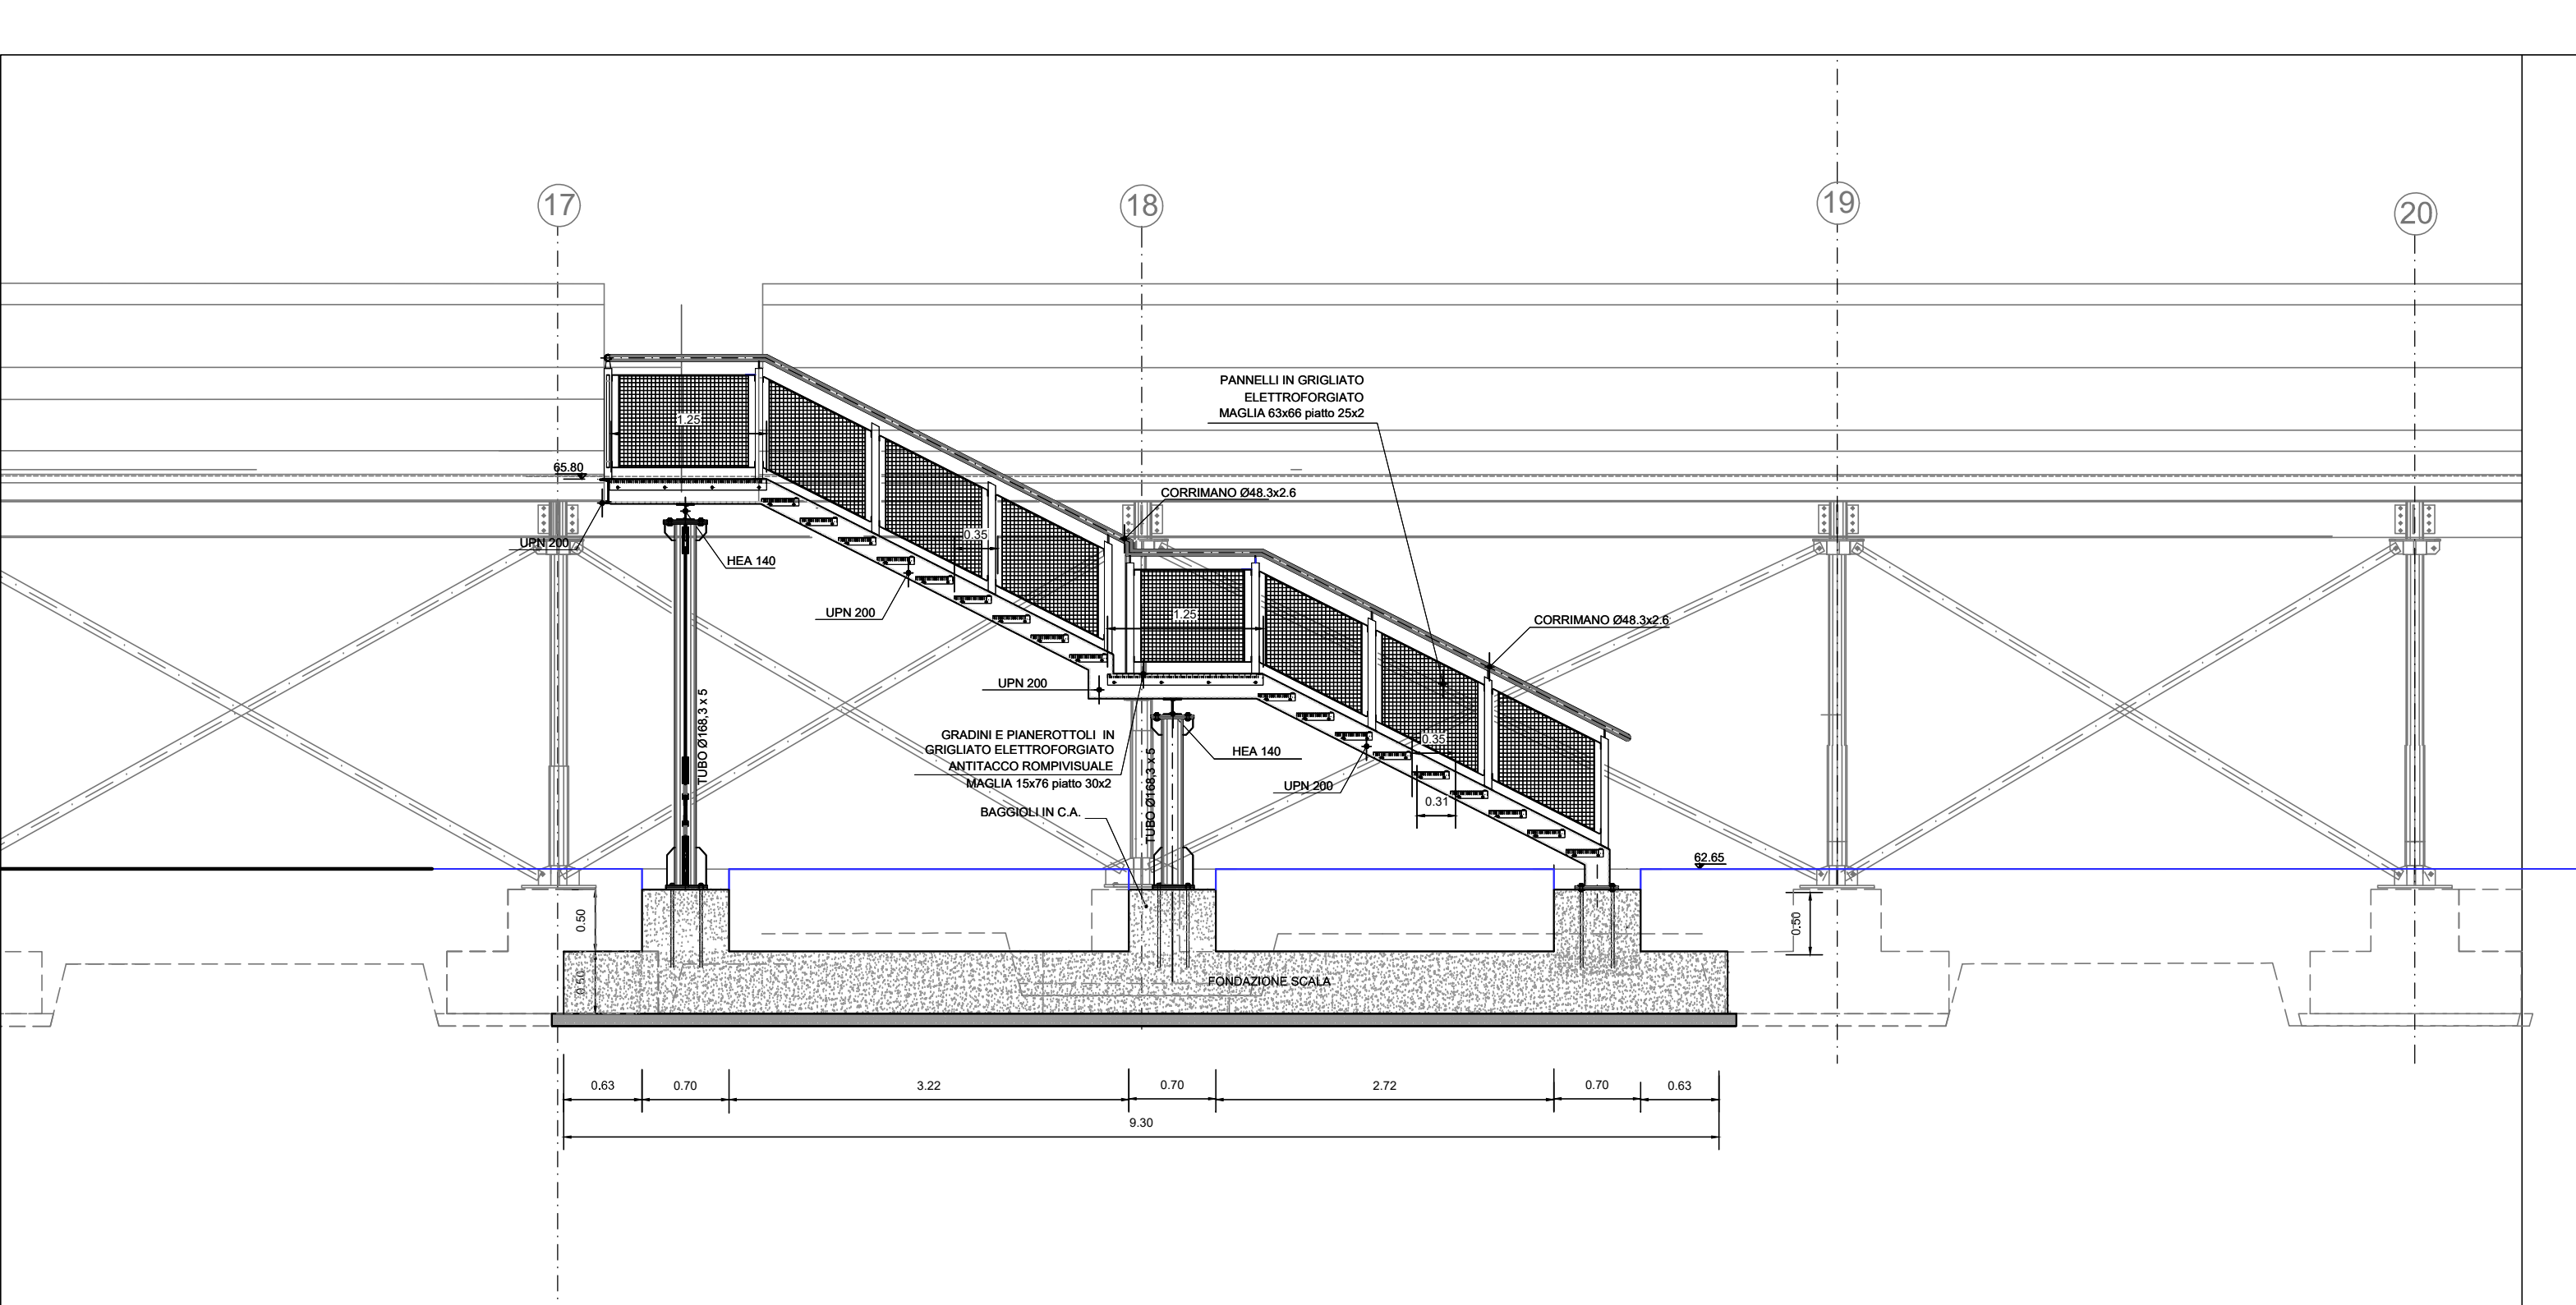 17
18
19
20
PANNELLI IN GRIGLIATO
ELETTROFORGIATO
MAGLIA 63x66 piatto 25x2
1.25
65.80
CORRIMANO Ø48.3x2.6
UPN 200
0.35
HEA 140
UPN 200
1.25
CORRIMANO Ø48.3x2.6
UPN 200
TUBO Ø168,3 x 5
GRADINI E PIANEROTTOLI IN
GRIGLIATO ELETTROFORGIATO
ANTITACCO ROMPIVISUALE
MAGLIA 15x76 piatto 30x2
HEA 140
0.35
TUBO Ø168,3 x 5
UPN 200
0.31
BAGGIOLI IN C.A.
62.65
0.50
0.50
0.50
FONDAZIONE SCALA
0.63
0.70
3.22
0.70
2.72
0.70
0.63
9.30